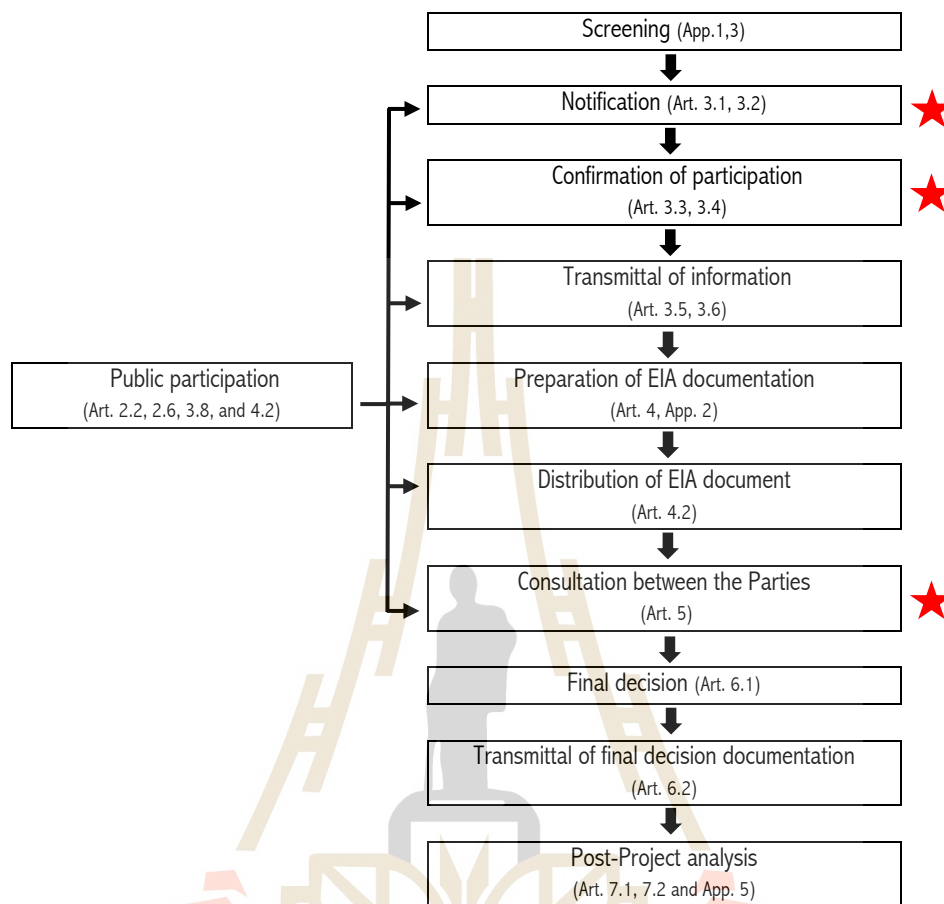 Screening (App.1,3)
Notification (Art. 3.1, 3.2)
Confirmation of participation
(Art. 3.3, 3.4)
Transmittal of information
(Art. 3.5, 3.6)
Public participation
(Art. 2.2, 2.6, 3.8, and 4.2)
Preparation of EIA documentation
(Art. 4, App. 2)
Distribution of EIA document
(Art. 4.2)
Consultation between the Parties
(Art. 5)
Final decision (Art. 6.1)
Transmittal of final decision documentation
(Art. 6.2)
Post-Project analysis
(Art. 7.1, 7.2 and App. 5)